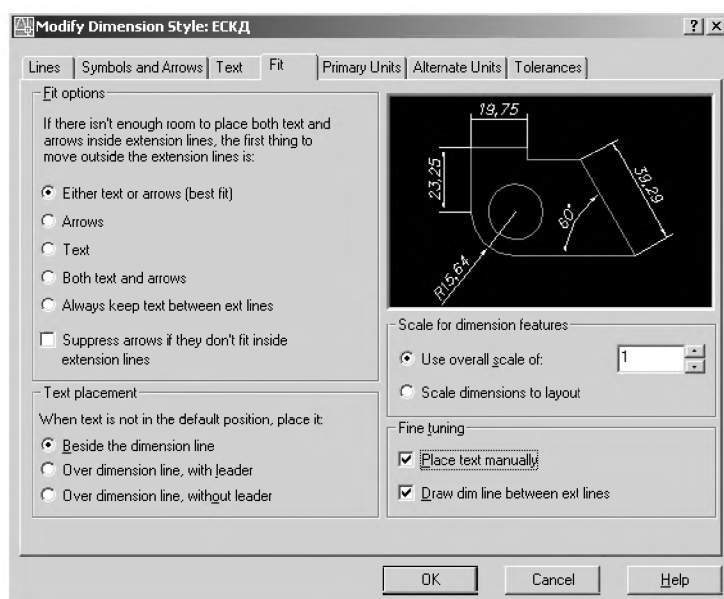 Modify Dimension Style: ЕСКД
Lines
Symbols and Arrows
Text
Fit
Primary Units
Alternate Units
Tolerances
Fit options
If there isn't enough room to place both text and
arrows inside extension lines, the first thing to
move outside the extension lines is:
Either text or arrows (best fit)
Arrows
Text
Both text and arrows
Always keep text between ext lines
Suppress arrows if they don't fit inside
extension lines
Text placement
When text is not in the default position, place it:
Beside the dimension line
Over dimension line, with leader
Over dimension line, without leader
19,75
23,25
39,29
60°
R15,64
Scale for dimension features
Use overall scale of:
1
Scale dimensions to layout
Fine tuning
Place text manually
Draw dim line between ext lines
OK
Cancel
Help